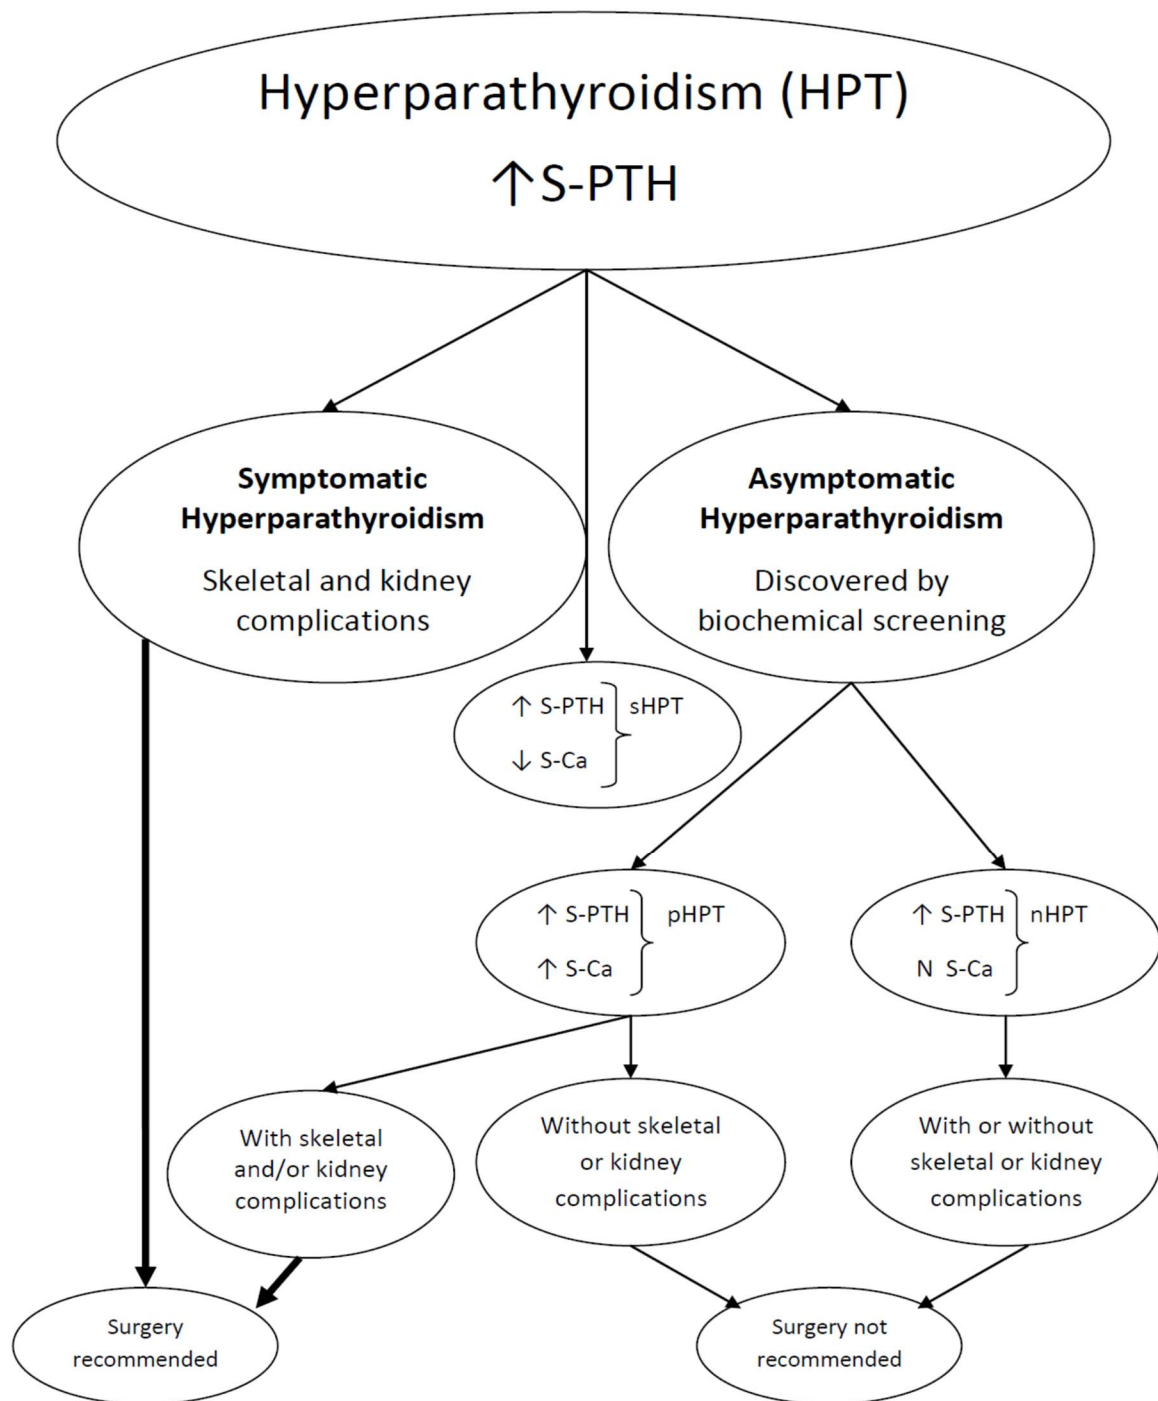 Hyperparathyroidism (HPT)
↑S-PTH
Symptomatic
Hyperparathyroidism
Skeletal and kidney
complications
Asymptomatic
Hyperparathyroidism
Discovered by
biochemical screening
↑ S-PTH
↓ S-Ca
sHPT
↑ S-PTH
↑ S-Ca
pHPT
↑ S-PTH
N S-Ca
nHPT
With skeletal
and/or kidney
complications
Without skeletal
or kidney
complications
With or without
skeletal or kidney
complications
Surgery
recommended
Surgery not
recommended